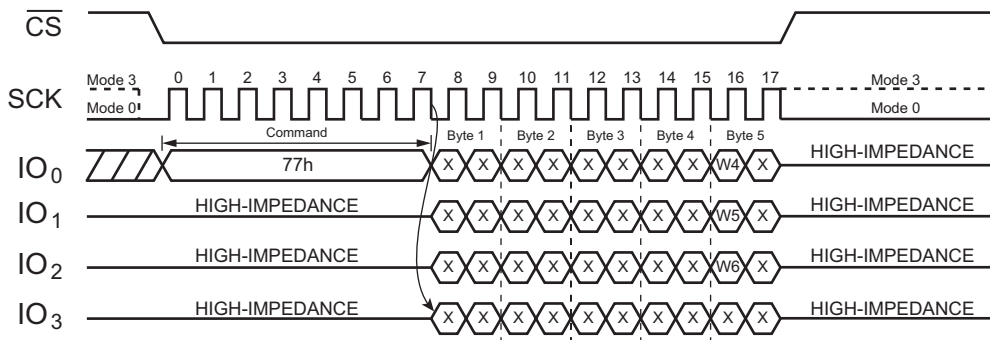 CS
0 1 2 3 4 5 6 7 8 9 10 11 12 13 14 15 16 17
Mode 3 Mode 3
SCK
Mode 0 Mode 0
Command Byte 1 Byte 2 Byte 3 Byte 4 Byte 5
IO0 77h X X X X X X X X W4 X HIGH-IMPEDANCE
IO1 HIGH-IMPEDANCE X X X X X X X X W5 X HIGH-IMPEDANCE
IO2 HIGH-IMPEDANCE X X X X X X X X W6 X HIGH-IMPEDANCE
IO3 HIGH-IMPEDANCE X X X X X X X X X X HIGH-IMPEDANCE